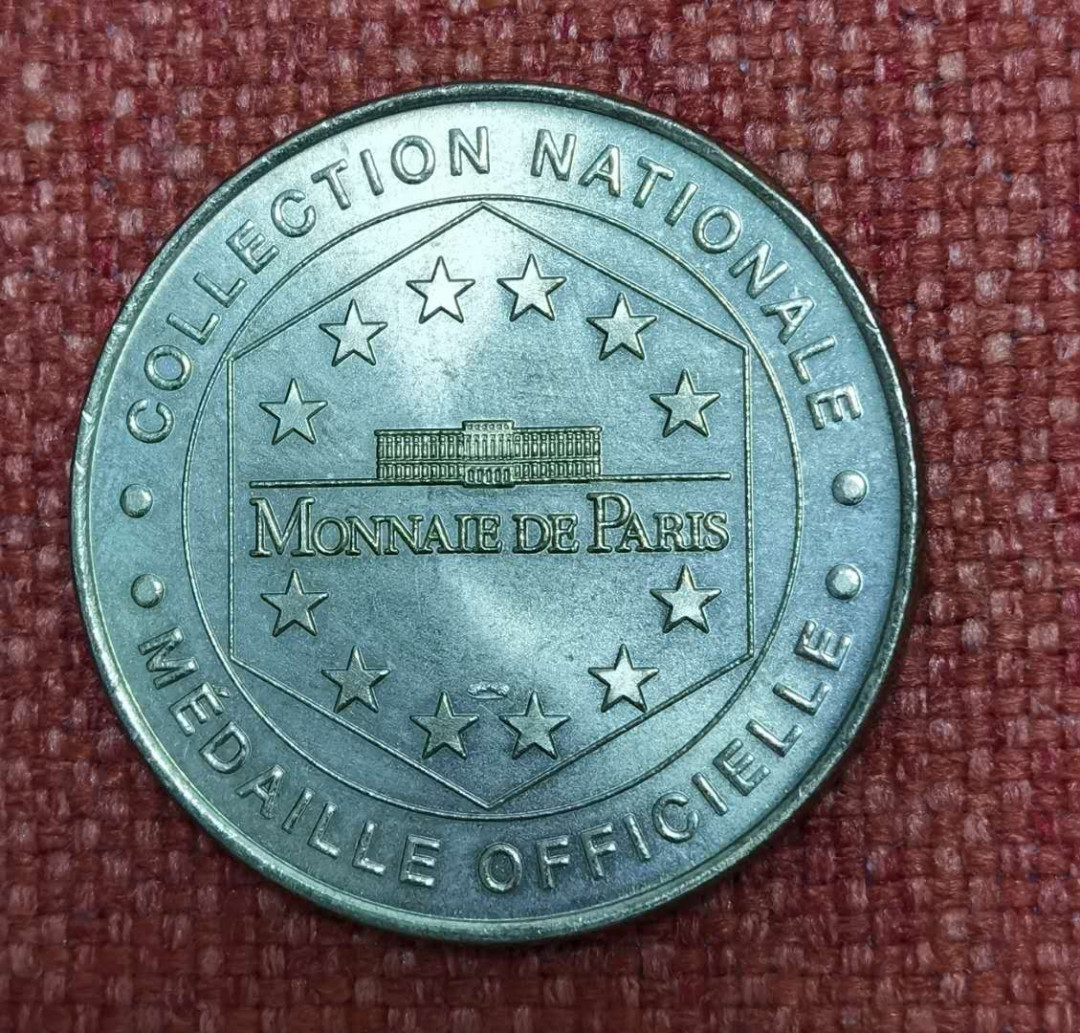 COLLECTION NATIONALE
MONNAIE DE PARIS
MÉDAILLE OFFICIELLE